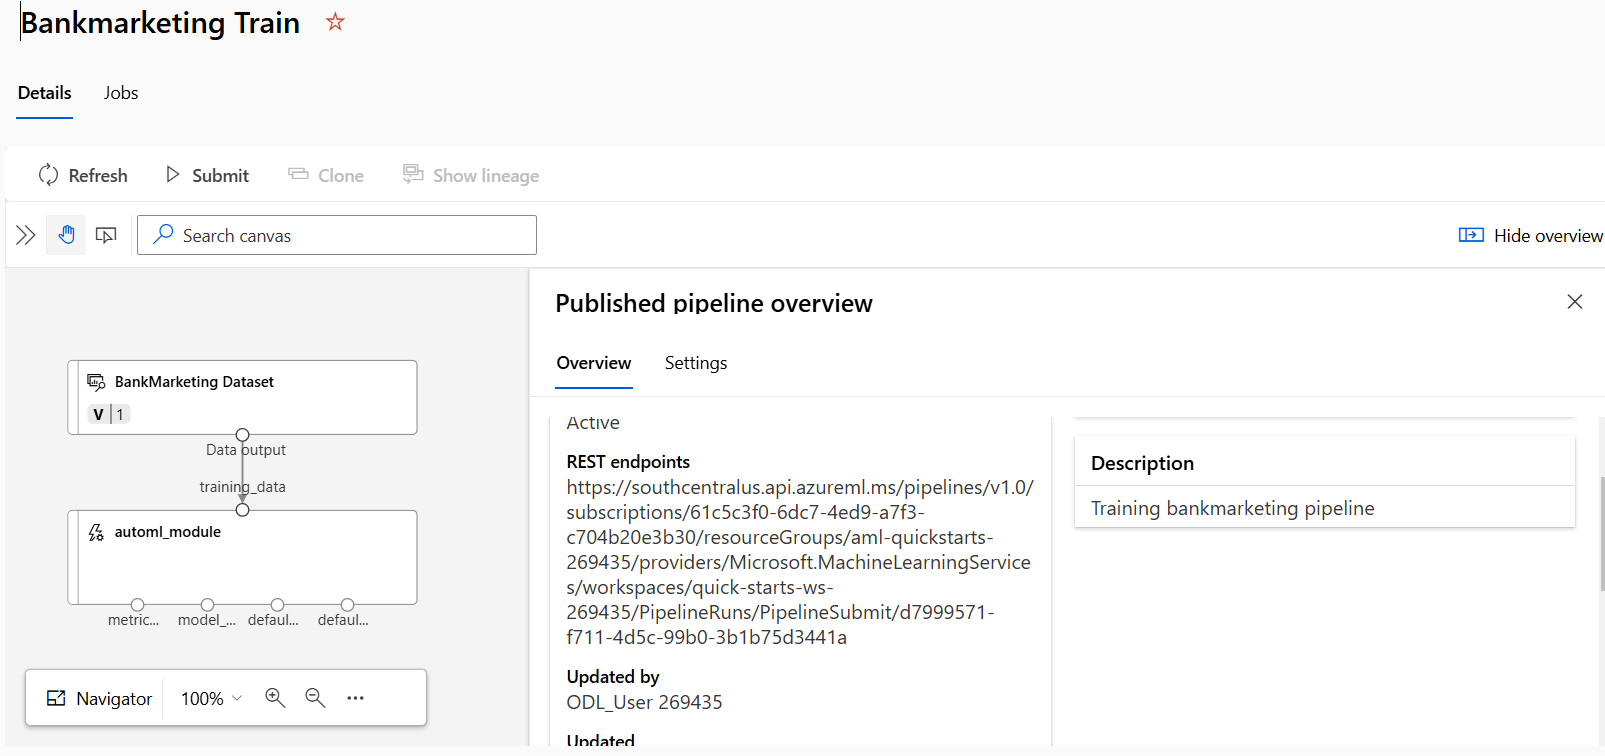 Bankmarketing Train
Details Jobs
Refresh Submit Clone Show lineage
Search canvas Hide overview
Published pipeline overview
Overview Settings
BankMarketing Dataset
V 1
Data output
training_data
automl_module
metric... model_... defaul... defaul...
Navigator 100%
Active
REST endpoints
https://southcentralus.api.azureml.ms/pipelines/v1.0/
subscriptions/61c5c3f0-6dc7-4ed9-a7f3-
c704b20e3b30/resourceGroups/aml-quickstarts-
269435/providers/Microsoft.MachineLearningService
s/workspaces/quick-starts-ws-
269435/PipelineRuns/PipelineSubmit/d7999571-
f711-4d5c-99b0-3b1b75d3441a
Updated by
ODL_User 269435
Updated
Description
Training bankmarketing pipeline